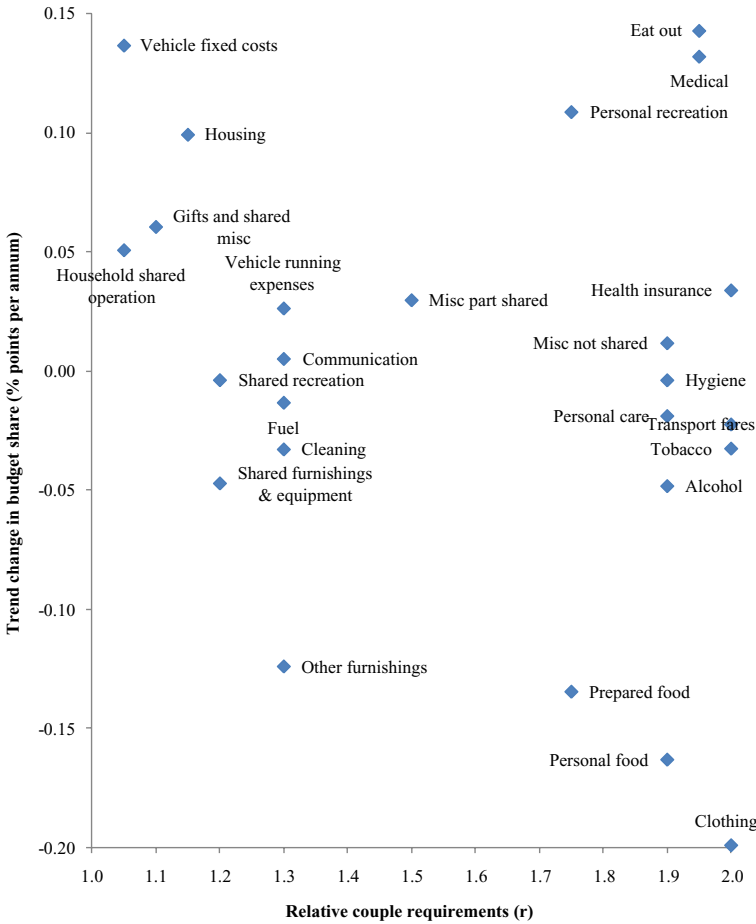 0.15
0.10
0.05
0.00
-0.05
-0.10
-0.15
-0.20
Trend change in budget share (% points per annum)
Vehicle fixed costs
Eat out
Medical
Personal recreation
Housing
Gifts and shared
misc
Household shared
operation
Vehicle running
expenses
Misc part shared
Health insurance
Misc not shared
Communication
Shared recreation
Hygiene
Fuel
Personal care
Transport fares
Cleaning
Tobacco
Shared furnishings
& equipment
Alcohol
Other furnishings
Prepared food
Personal food
Clothing
1.0 1.1 1.2 1.3 1.4 1.5 1.6 1.7 1.8 1.9 2.0
Relative couple requirements (r)